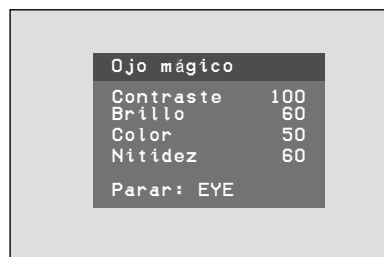 Ojo mágico
Contraste 100
Brillo 60
Color 50
Nitidez 60
Parar: EYE